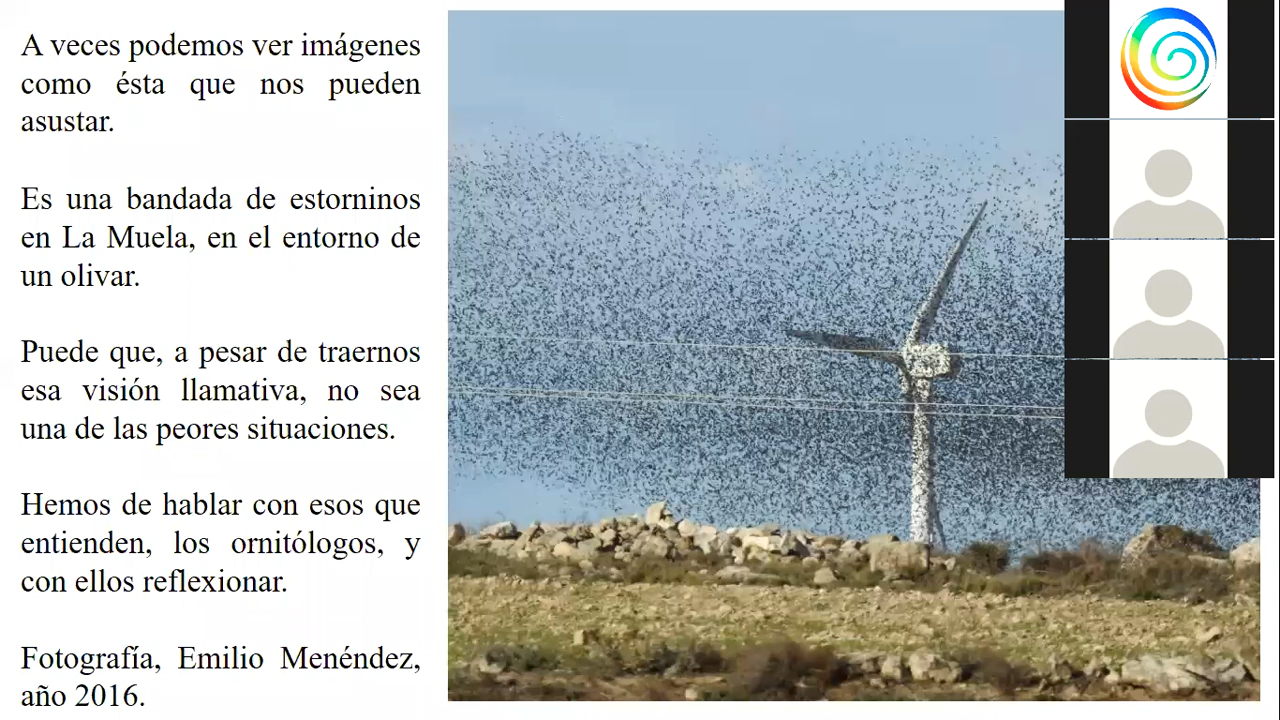 A veces podemos ver imágenes
como ésta que nos pueden
asustar.
Es una bandada de estorninos
en La Muela, en el entorno de
un olivar.
Puede que, a pesar de traernos
esa visión llamativa, no sea
una de las peores situaciones.
Hemos de hablar con esos que
entienden, los ornitólogos, y
con ellos reflexionar.
Fotografía, Emilio Menéndez,
año 2016.